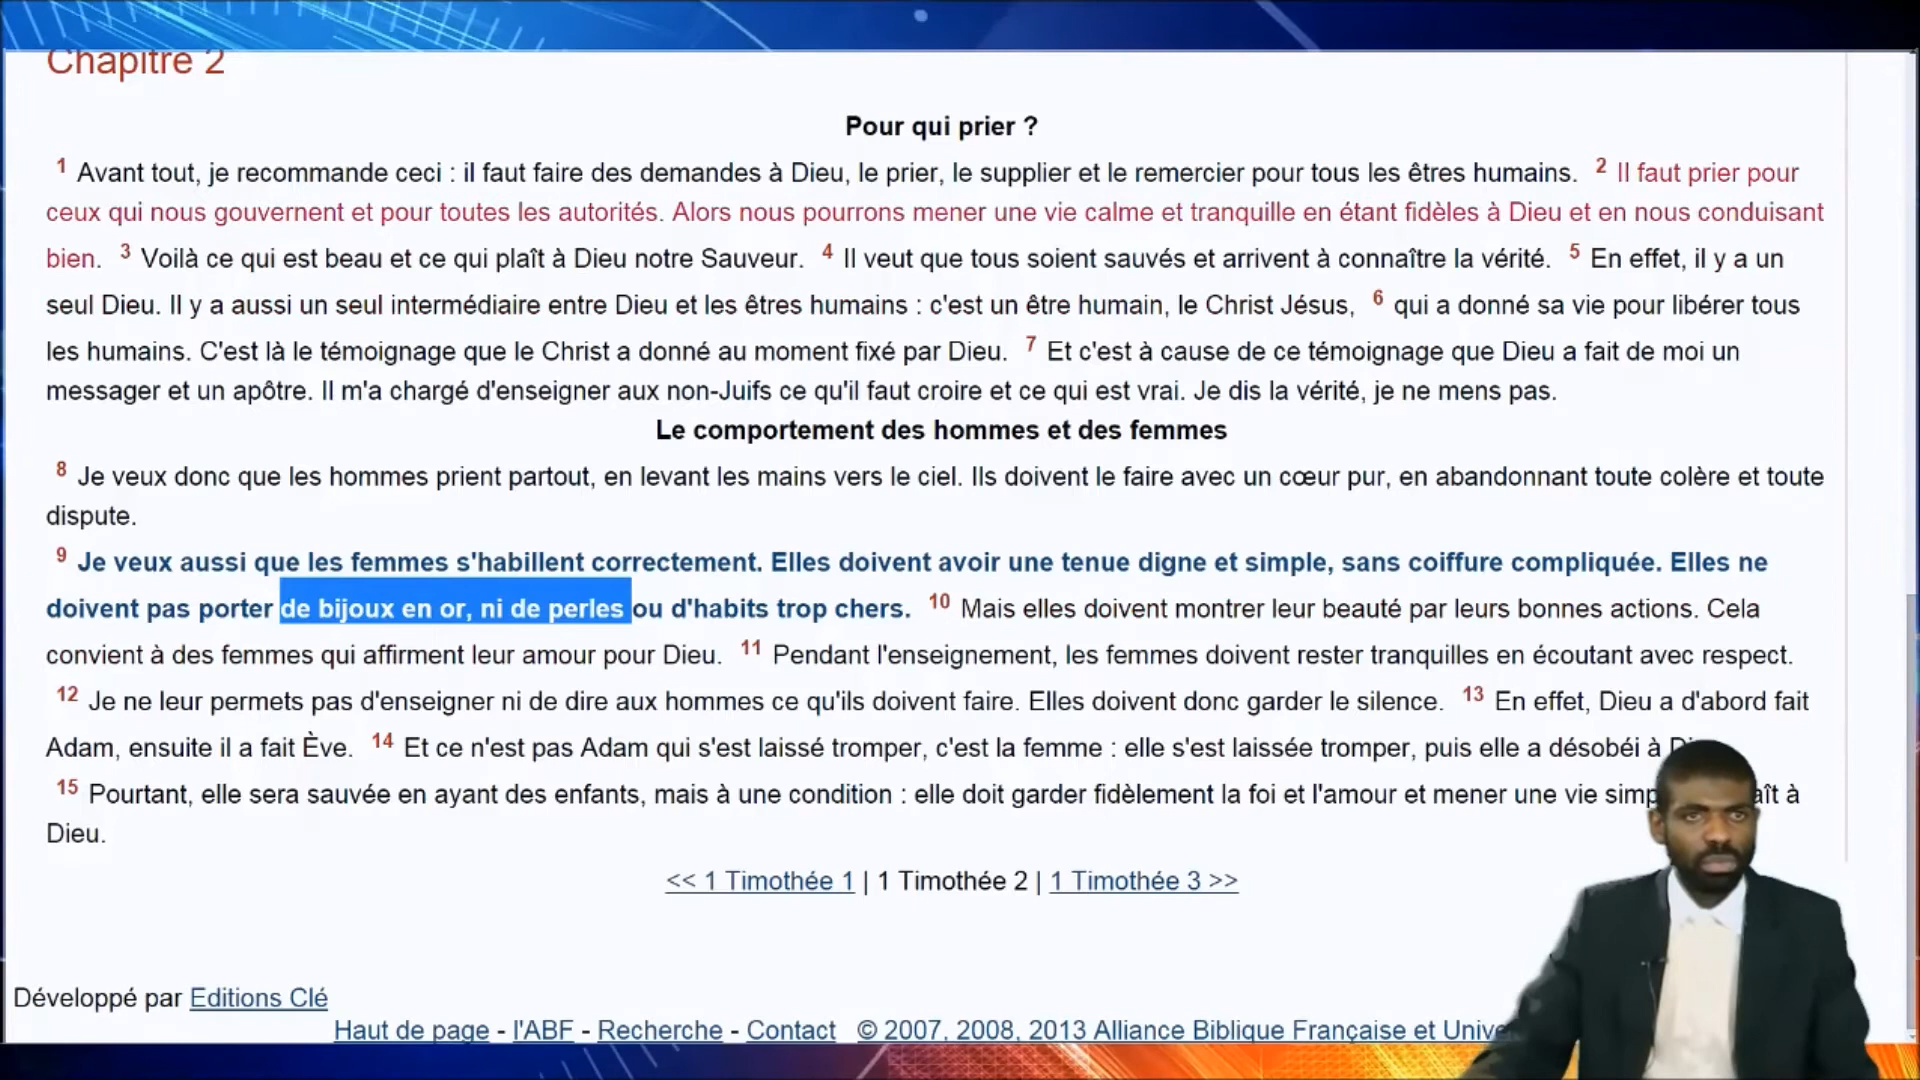 Chapitre 2
Pour qui prier ?
1 Avant tout, je recommande ceci : il faut faire des demandes à Dieu, le prier, le supplier et le remercier pour tous les êtres humains. 2 Il faut prier pour
ceux qui nous gouvernent et pour toutes les autorités. Alors nous pourrons mener une vie calme et tranquille en étant fidèles à Dieu et en nous conduisant
bien. 3 Voilà ce qui est beau et ce qui plaît à Dieu notre Sauveur. 4 Il veut que tous soient sauvés et arrivent à connaître la vérité. 5 En effet, il y a un
seul Dieu. Il y a aussi un seul intermédiaire entre Dieu et les êtres humains : c'est un être humain, le Christ Jésus, 6 qui a donné sa vie pour libérer tous
les humains. C'est là le témoignage que le Christ a donné au moment fixé par Dieu. 7 Et c'est à cause de ce témoignage que Dieu a fait de moi un
messager et un apôtre. Il m'a chargé d'enseigner aux non-Juifs ce qu'il faut croire et ce qui est vrai. Je dis la vérité, je ne mens pas.
Le comportement des hommes et des femmes
8 Je veux donc que les hommes prient partout, en levant les mains vers le ciel. Ils doivent le faire avec un cœur pur, en abandonnant toute colère et toute
dispute.
9 Je veux aussi que les femmes s'habillent correctement. Elles doivent avoir une tenue digne et simple, sans coiffure compliquée. Elles ne
doivent pas porter de bijoux en or, ni de perles ou d'habits trop chers. 10 Mais elles doivent montrer leur beauté par leurs bonnes actions. Cela
convient à des femmes qui affirment leur amour pour Dieu. 11 Pendant l'enseignement, les femmes doivent rester tranquilles en écoutant avec respect.
12 Je ne leur permets pas d'enseigner ni de dire aux hommes ce qu'ils doivent faire. Elles doivent donc garder le silence. 13 En effet, Dieu a d'abord fait
Adam, ensuite il a fait Ève. 14 Et ce n'est pas Adam qui s'est laissé tromper, c'est la femme : elle s'est laissée tromper, puis elle a désobéi à
15 Pourtant, elle sera sauvée en ayant des enfants, mais à une condition : elle doit garder fidèlement la foi et l'amour et mener une vie à
Dieu.
<< 1 Timothée 1 | 1 Timothée 2 | 1 Timothée 3 >>
Développé par Editions Clé
Haut de page - l'ABF - Recherche - Contact © 2007, 2008, 2013 Alliance Biblique Française et